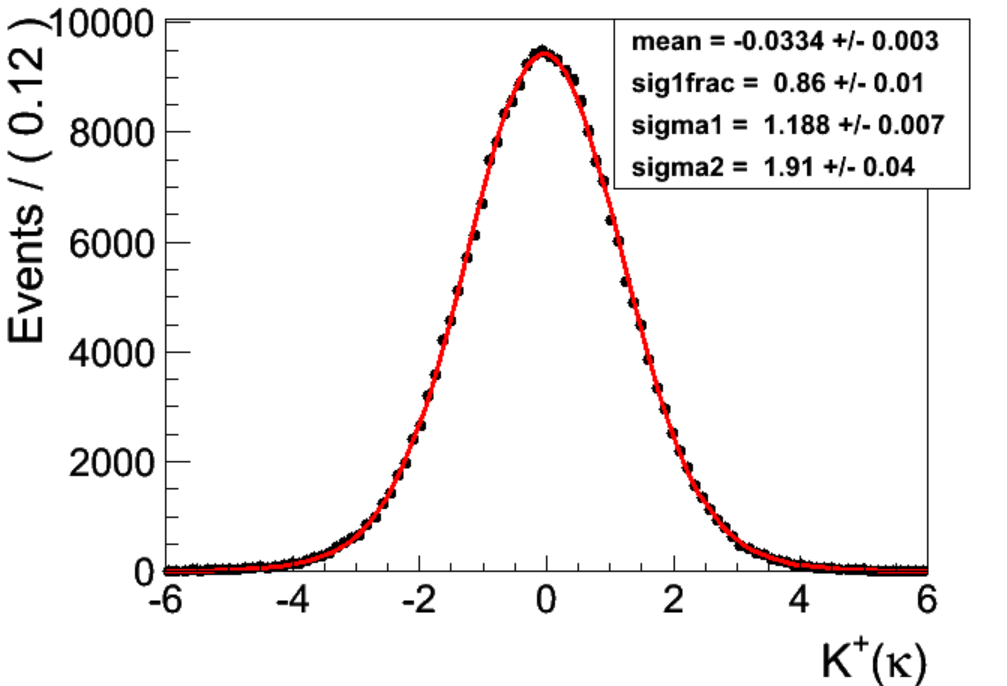 Events / ( 0.12 )
10000
8000
6000
4000
2000
0
mean = -0.0334 +/- 0.003
sig1frac =  0.86 +/- 0.01
sigma1 =  1.188 +/- 0.007
sigma2 =  1.91 +/- 0.04
-6 -4 -2 0 2 4 6
K⁺(κ)